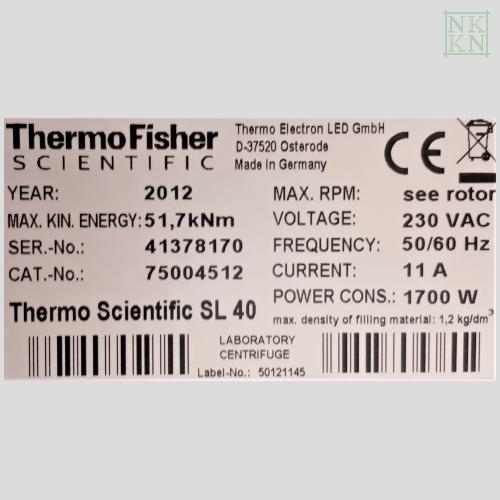 NK
KN
ThermoFisher
SCIENTIFIC
Thermo Electron LED GmbH
D-37520 Osterode
Made in Germany
CE
YEAR: 2012
MAX. KIN. ENERGY: 51,7kNm
SER.-No.: 41378170
CAT.-No.: 75004512
Thermo Scientific SL 40
MAX. RPM: see rotor
VOLTAGE: 230 VAC
FREQUENCY: 50/60 Hz
CURRENT: 11 A
POWER CONS.: 1700 W
max. density of filling material: 1,2 kg/dm³
LABORATORY
CENTRIFUGE
Label-No.: 50121145